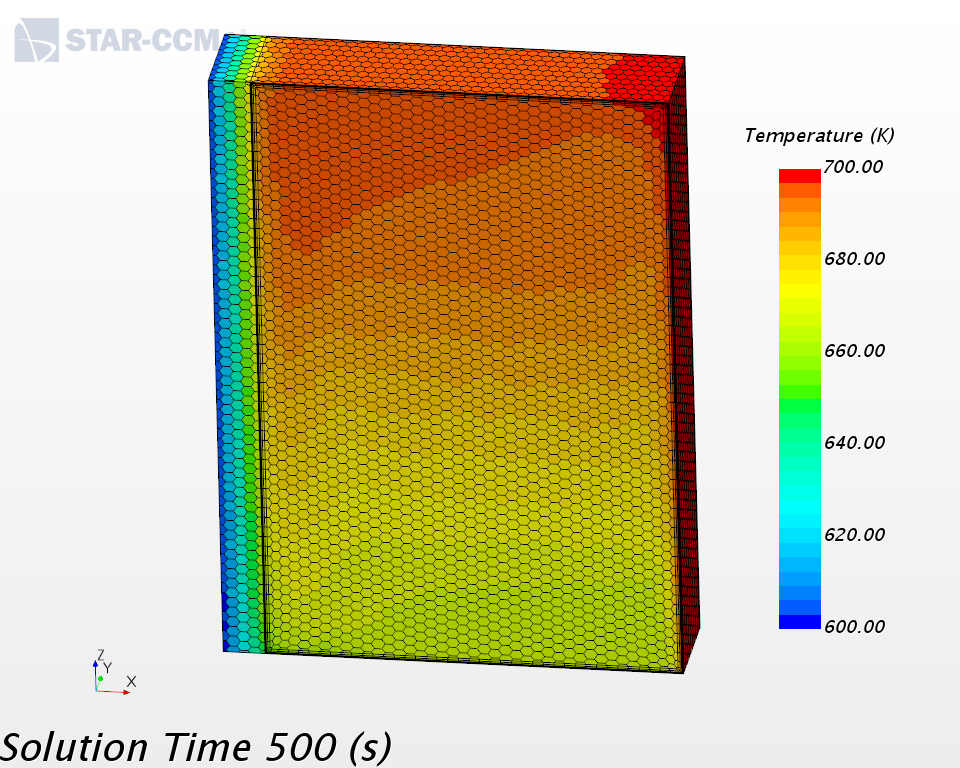 STAR-CCM+
Temperature (K)
700.00
680.00
660.00
640.00
620.00
600.00
Z
Y
X
Solution Time 500 (s)